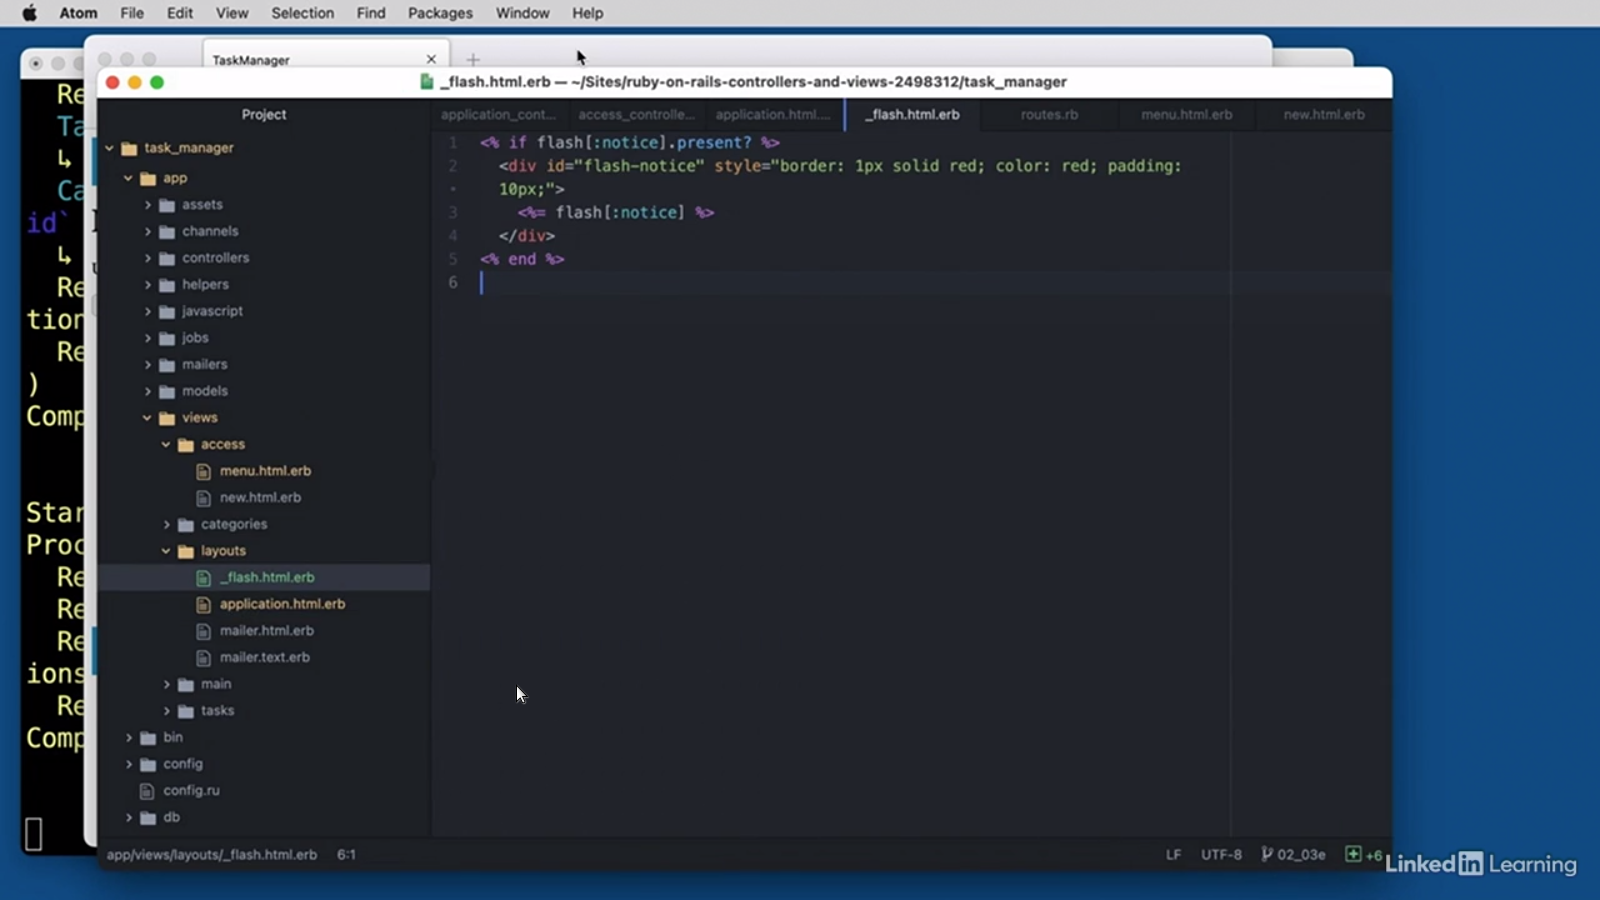 Atom File Edit View Selection Find Packages Window Help
TaskManager
_flash.html.erb — ~/Sites/ruby-on-rails-controllers-and-views-2498312/task_manager
Project
application_cont... access_controlle... application.html.... _flash.html.erb routes.rb menu.html.erb new.html.erb
task_manager
app
assets
channels
controllers
helpers
javascript
jobs
mailers
models
views
access
menu.html.erb
new.html.erb
categories
layouts
_flash.html.erb
application.html.erb
mailer.html.erb
mailer.text.erb
main
tasks
bin
config
config.ru
db
1 <% if flash[:notice].present? %>
2 <div id="flash-notice" style="border: 1px solid red; color: red; padding:
• 10px;">
3 <%= flash[:notice] %>
4 </div>
5 <% end %>
6
Re
Ta
↳
Ca
id`
↳
Re
tion
Re
)
Comp
Star
Proc
Re
Re
Re
ions
Re
Comp
app/views/layouts/_flash.html.erb 6:1
LF UTF-8 02_03e +6
Linked in Learning